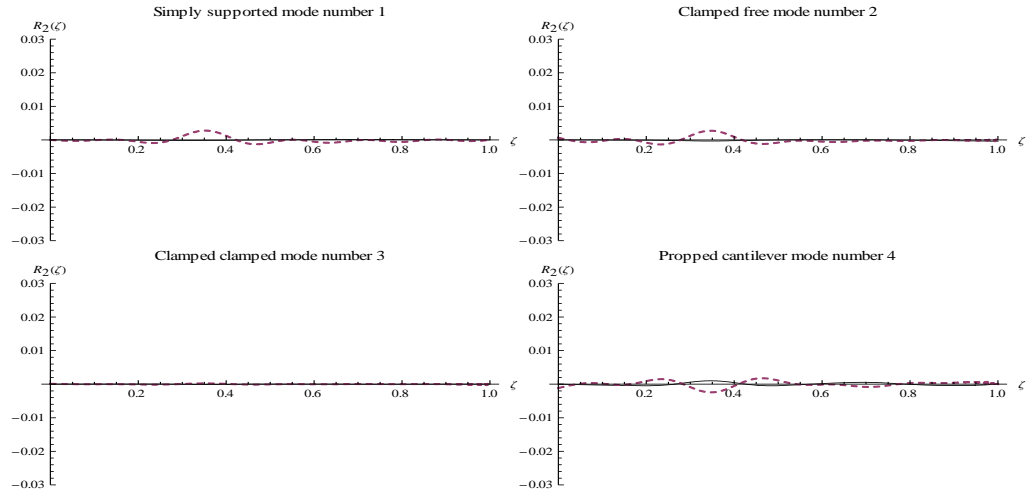 Simply supported mode number 1
R2(ζ)
0.03
0.02
0.01
−0.01
−0.02
−0.03
0.2 0.4 0.6 0.8 1.0 ζ
Clamped free mode number 2
R2(ζ)
0.03
0.02
0.01
−0.01
−0.02
−0.03
0.2 0.4 0.6 0.8 1.0 ζ
Clamped clamped mode number 3
R2(ζ)
0.03
0.02
0.01
−0.01
−0.02
−0.03
0.2 0.4 0.6 0.8 1.0 ζ
Propped cantilever mode number 4
R2(ζ)
0.03
0.02
0.01
−0.01
−0.02
−0.03
0.2 0.4 0.6 0.8 1.0 ζ